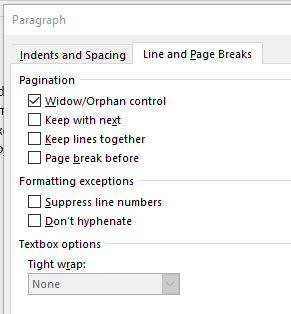 Paragraph
Indents and Spacing
Line and Page Breaks
Pagination
Widow/Orphan control
Keep with next
Keep lines together
Page break before
Formatting exceptions
Suppress line numbers
Don't hyphenate
Textbox options
Tight wrap:
None